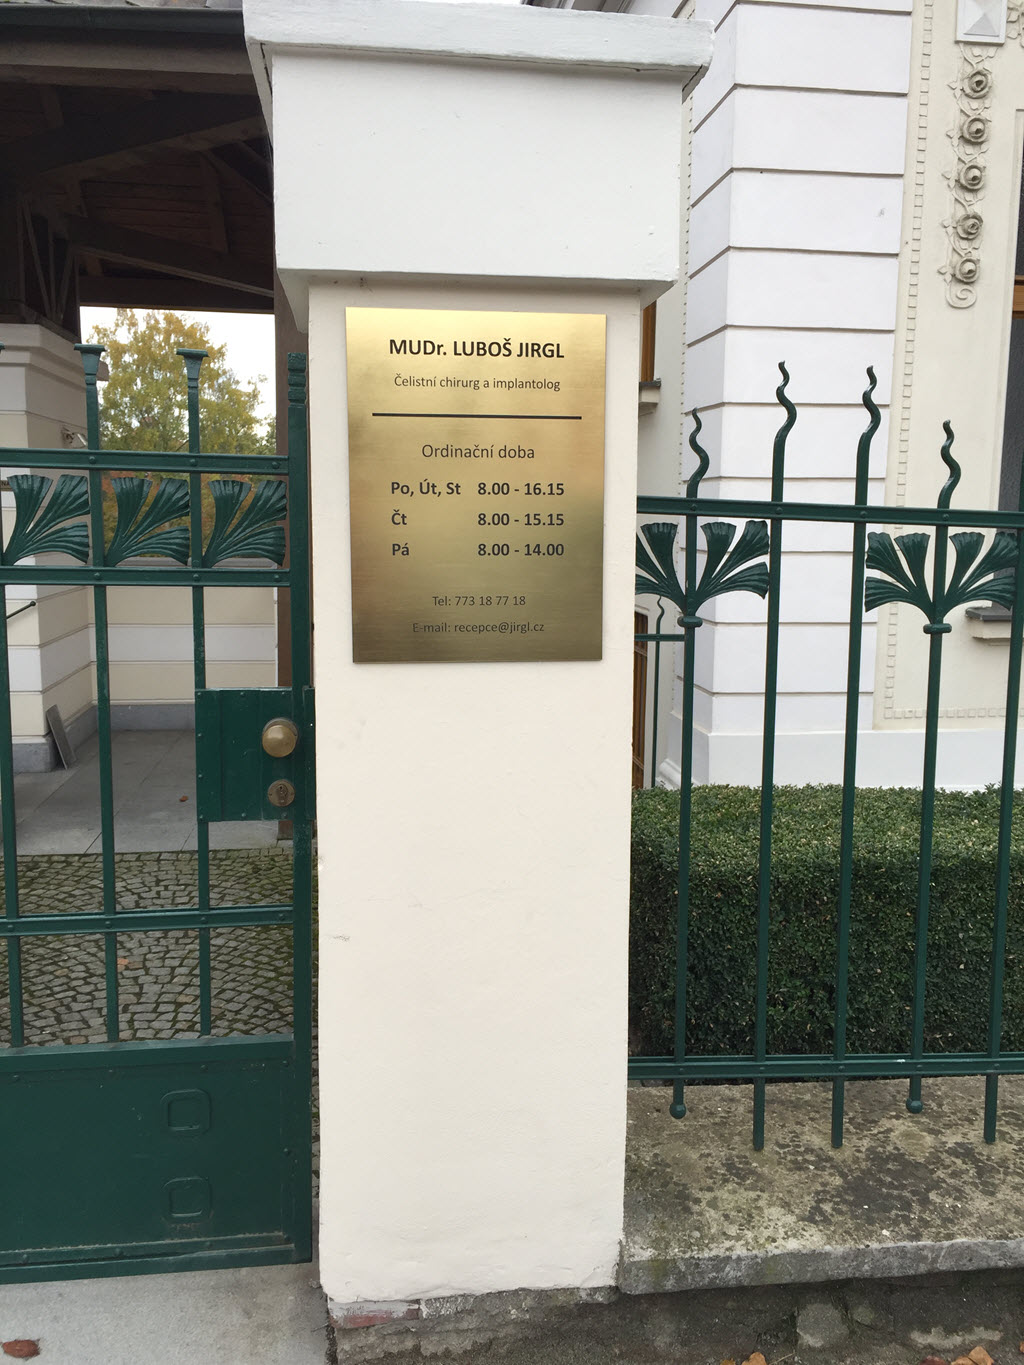 MUDr. LUBOŠ JIRGL
Čelistní chirurg a implantolog
Ordinační doba
Po, Út, St 8.00 - 16.15
Čt 8.00 - 15.15
Pá 8.00 - 14.00
Tel: 773 18 77 18
E-mail: recepce@jirgl.cz